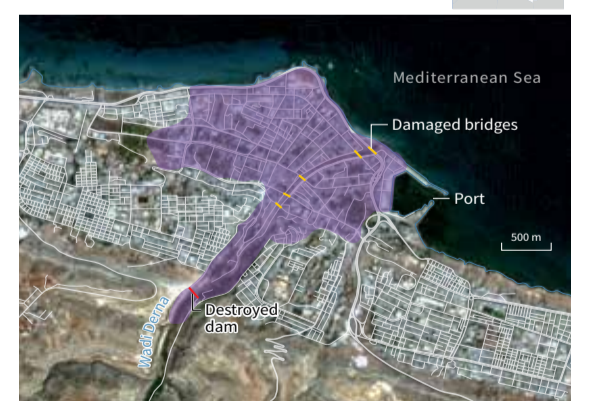 Mediterranean Sea
Damaged bridges
Port
500 m
Destroyed
dam
Wadi Derna